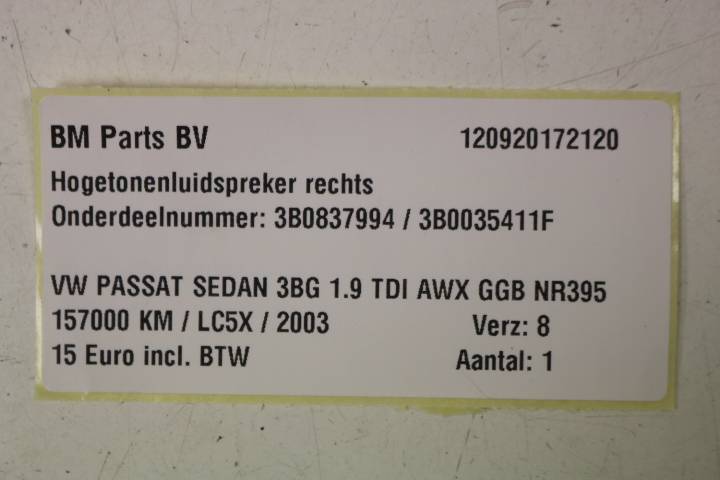 BM Parts BV 120920172120
Hogetonenluidspreker rechts
Onderdeelnummer: 3B0837994 / 3B0035411F
VW PASSAT SEDAN 3BG 1.9 TDI AWX GGB NR395
157000 KM / LC5X / 2003 Verz: 8
15 Euro incl. BTW Aantal: 1